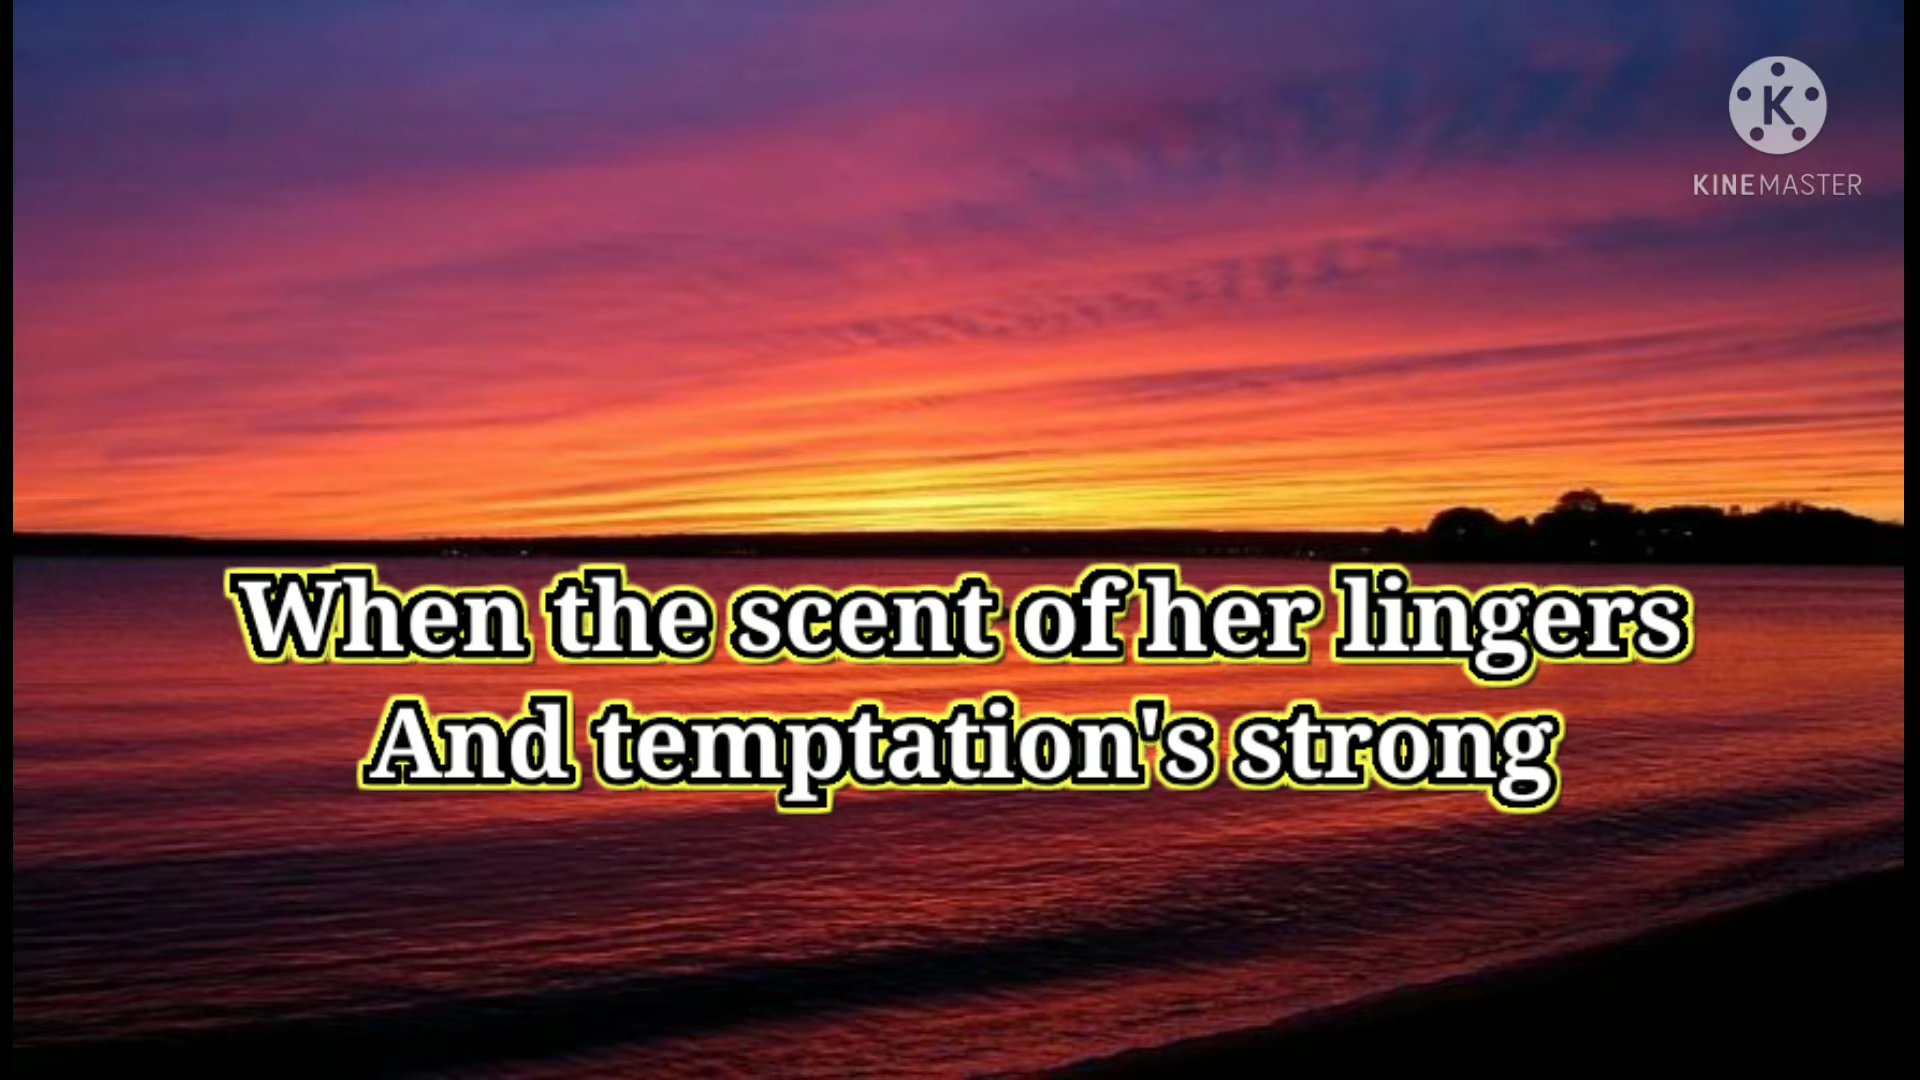 K
KINEMASTER
When the scent of her lingers
And temptation's strong